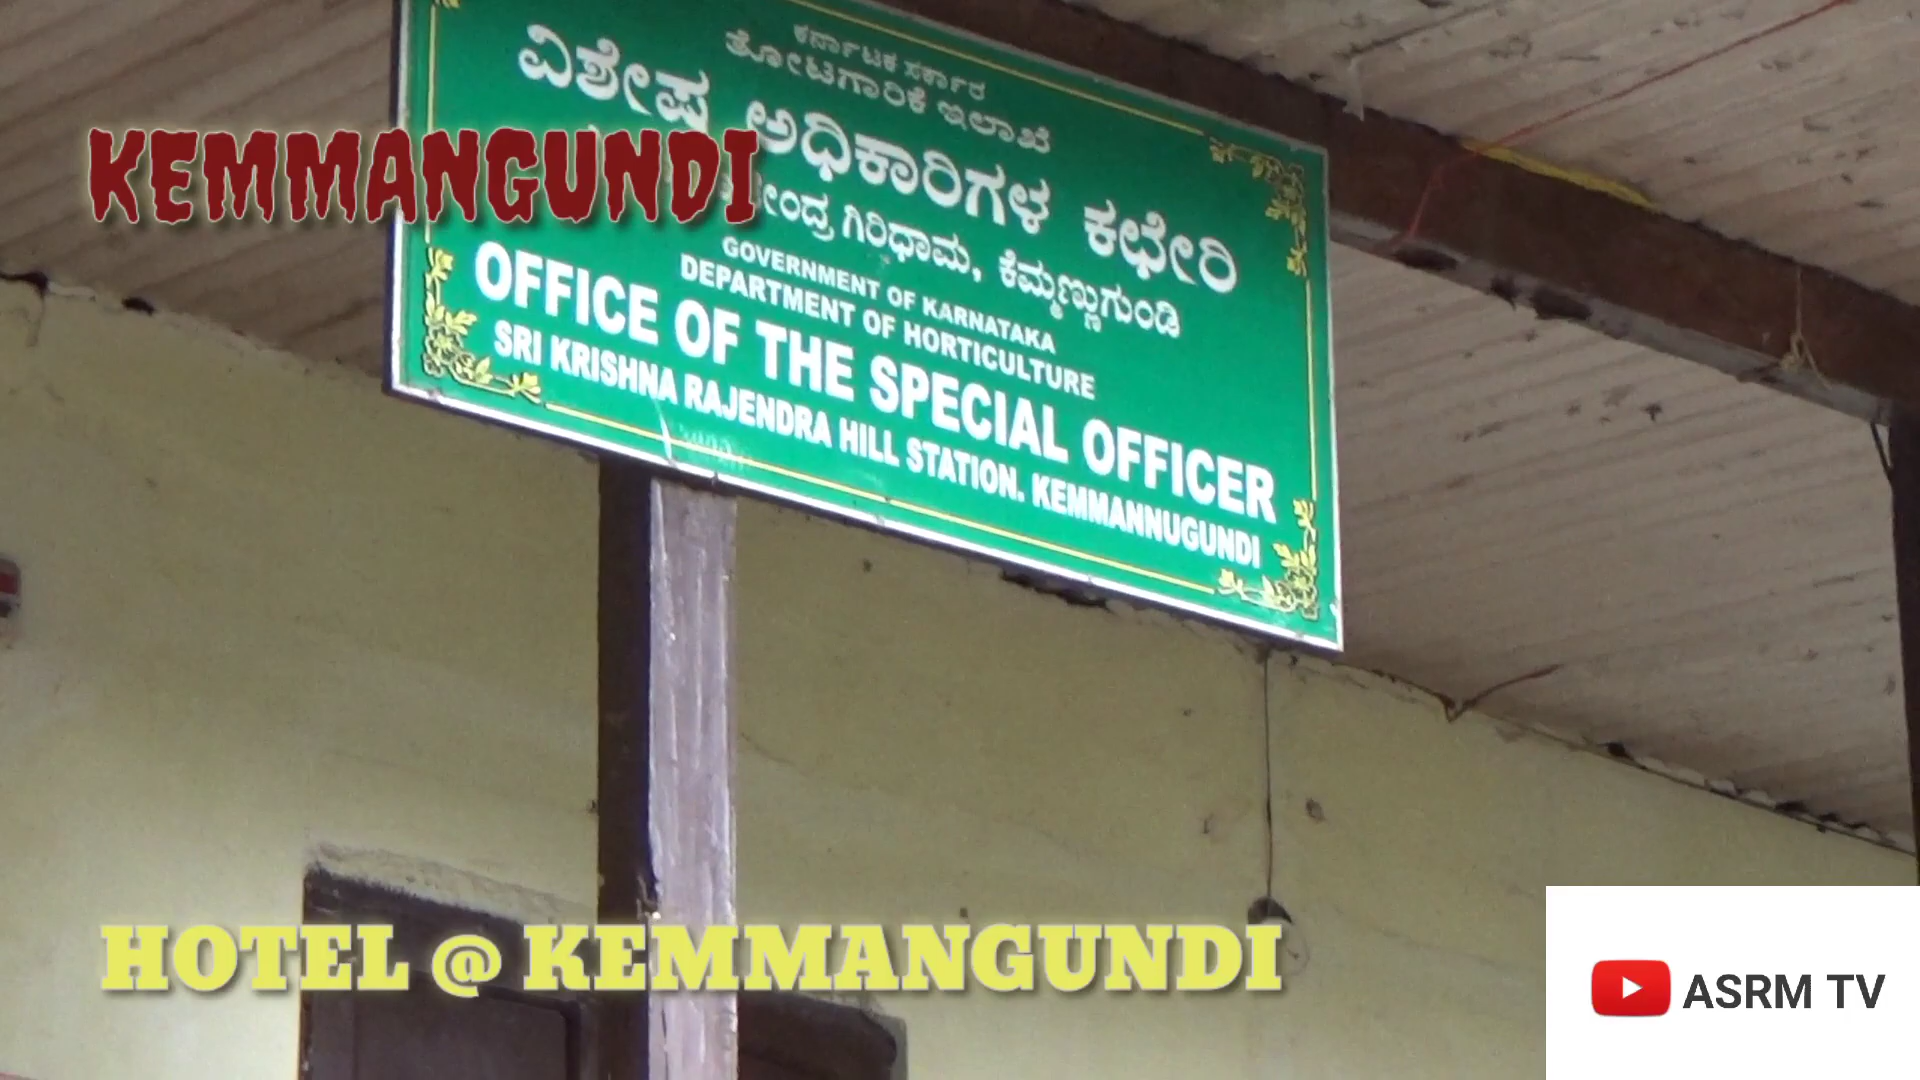 ಕರ್ನಾಟಕ ಸರ್ಕಾರ
ತೋಟಗಾರಿಕೆ ಇಲಾಖೆ
ವಿಶೇಷ ಅಧಿಕಾರಿಗಳ ಕಛೇರಿ
KEMMANGUNDI
ಗಿರಿಧಾಮ, ಕೆಮ್ಮಣ್ಣುಗುಂಡಿ
GOVERNMENT OF KARNATAKA
DEPARTMENT OF HORTICULTURE
OFFICE OF THE SPECIAL OFFICER
SRI KRISHNA RAJENDRA HILL STATION. KEMMANNUGUNDI
HOTEL @ KEMMANGUNDI
ASRM TV